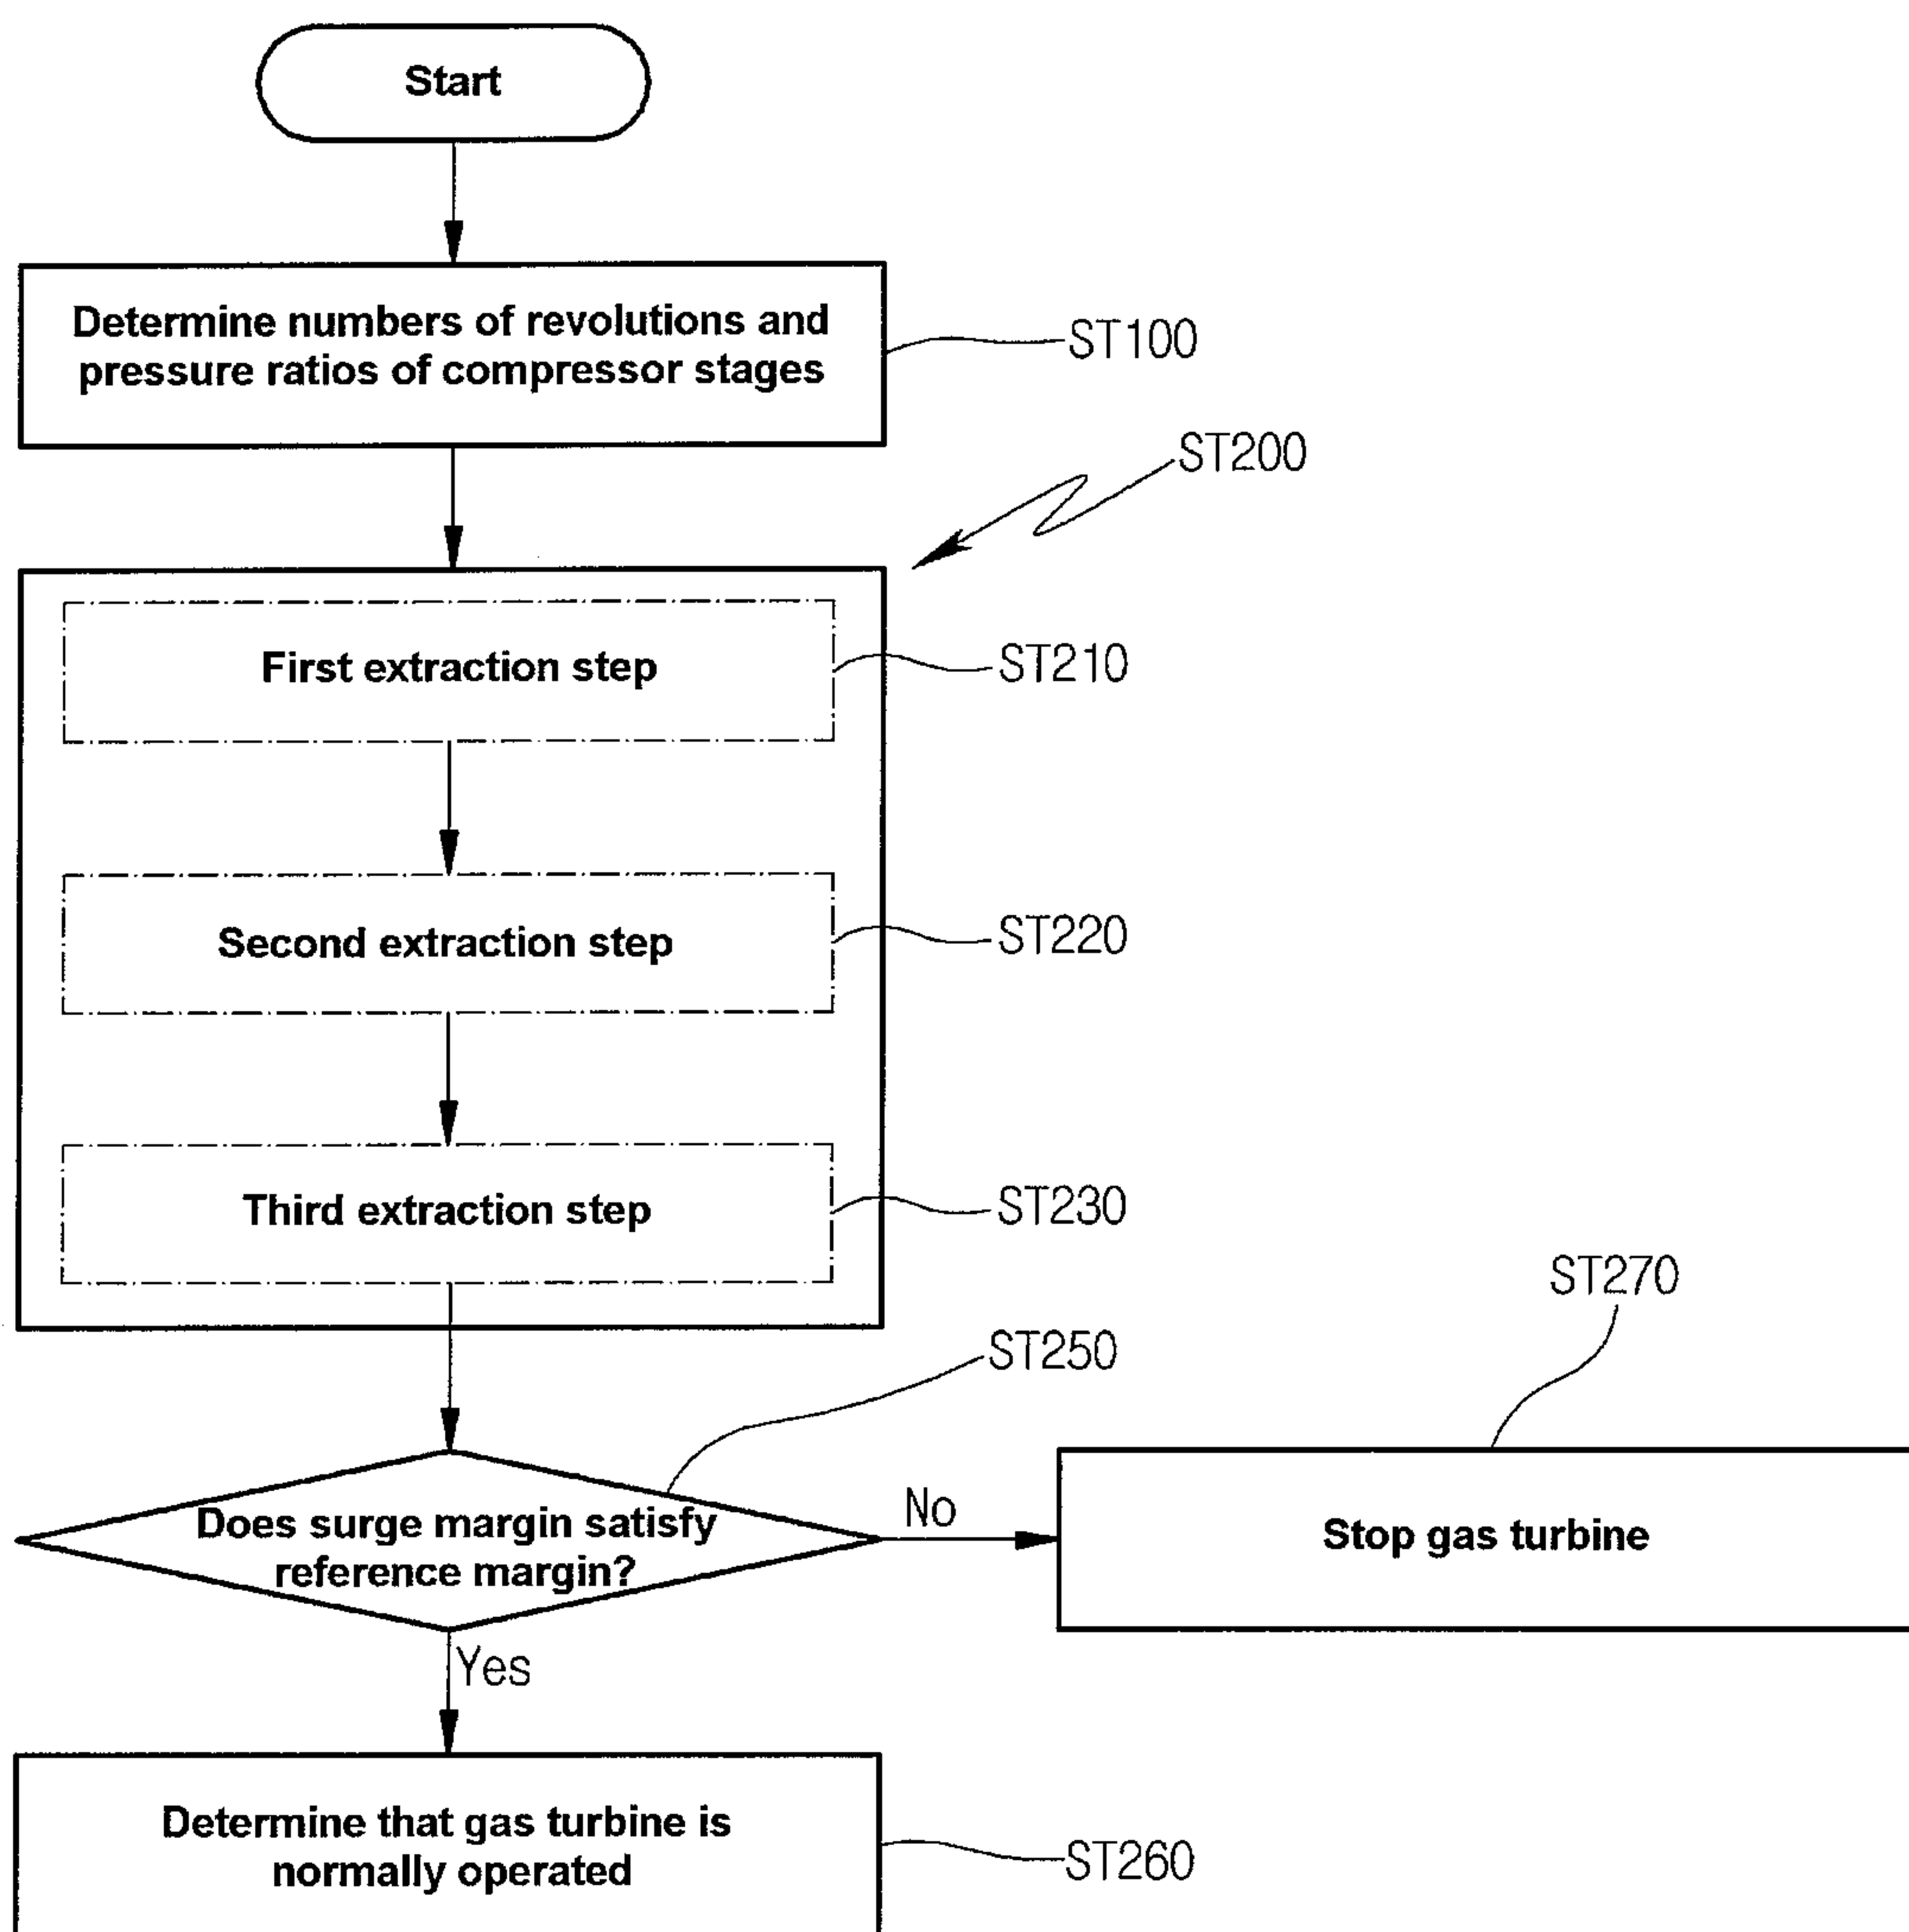 Start
Determine numbers of revolutions and
pressure ratios of compressor stages
ST100
ST200
First extraction step
ST210
Second extraction step
ST220
Third extraction step
ST230
ST270
ST250
Does surge margin satisfy
reference margin?
No
Stop gas turbine
Yes
Determine that gas turbine is
normally operated
ST260